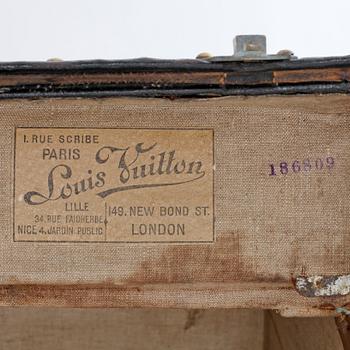 1. RUE SCRIBE
PARIS
Louis Vuitton
LILLE
34. RUE FAIDHERBE
NICE 4. JARDIN PUBLIC
149. NEW BOND ST.
LONDON
186809